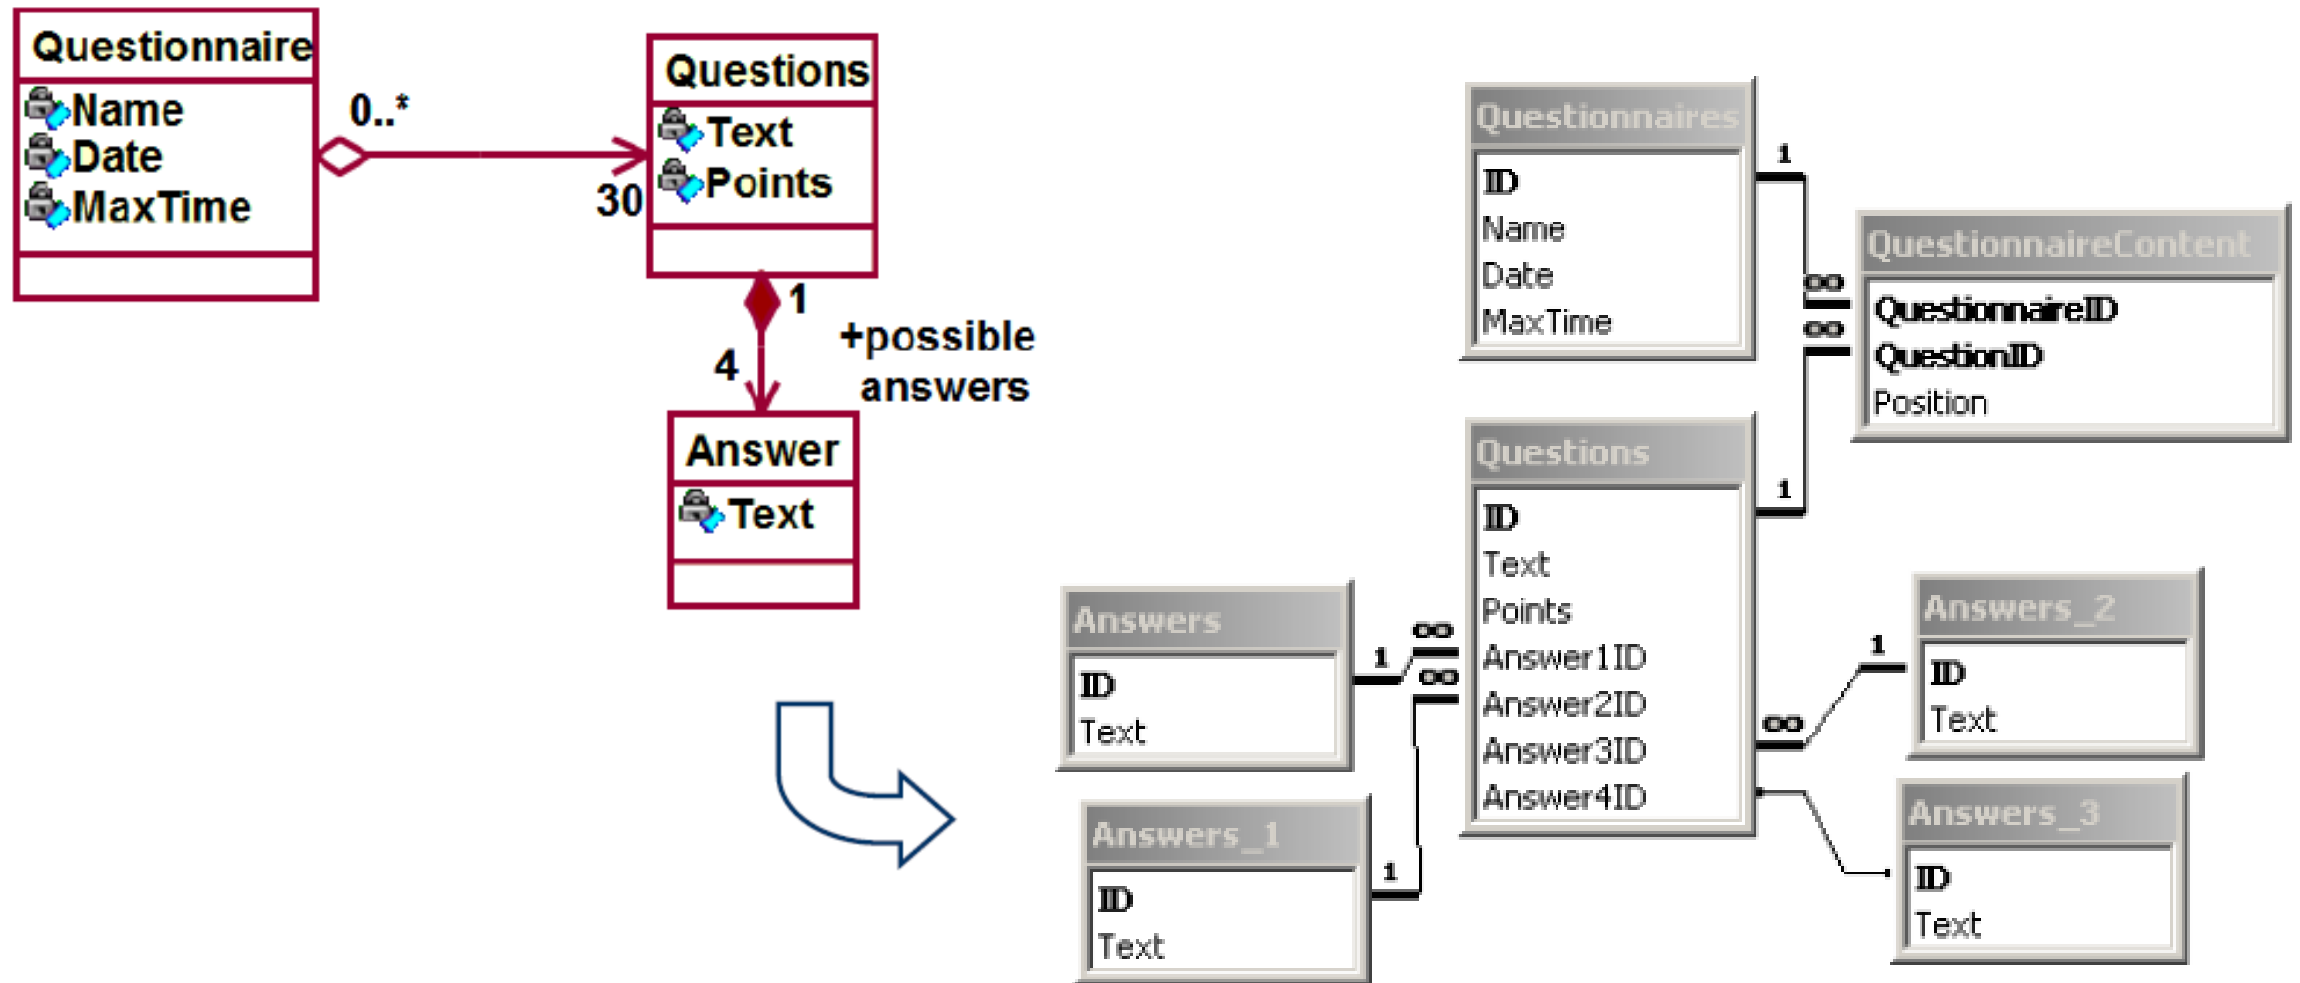 Questionnaire
Name
Date
MaxTime
0..*
30
Questions
Text
Points
1
+possible
answers
4
Answer
Text
Questionnaires
ID
Name
Date
MaxTime
1
∞
∞
QuestionnaireContent
QuestionnaireID
QuestionID
Position
Questions
ID
Text
Points
Answer1ID
Answer2ID
Answer3ID
Answer4ID
1
Answers
ID
Text
1
∞
∞
Answers_1
ID
Text
1
Answers_2
ID
Text
1
∞
Answers_3
ID
Text